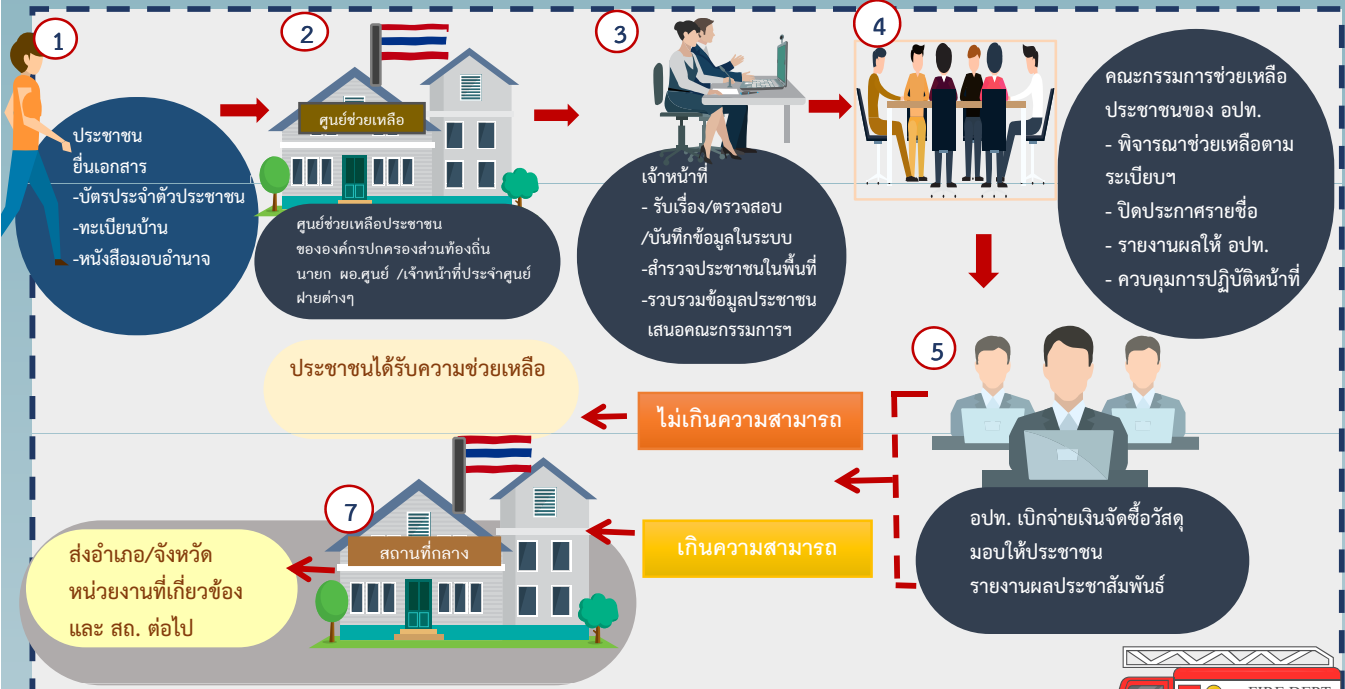 1
ประชาชน
ยื่นเอกสาร
-บัตรประจำตัวประชาชน
-ทะเบียนบ้าน
-หนังสือมอบอำนาจ
2
ศูนย์ช่วยเหลือ
ศูนย์ช่วยเหลือประชาชน
ขององค์กรปกครองส่วนท้องถิ่น
นายก ผอ.ศูนย์ /เจ้าหน้าที่ประจำศูนย์
ฝ่ายต่างๆ
3
เจ้าหน้าที่
- รับเรื่อง/ตรวจสอบ
/บันทึกข้อมูลในระบบ
-สำรวจประชาชนในพื้นที่
-รวบรวมข้อมูลประชาชน
เสนอคณะกรรมการฯ
4
คณะกรรมการช่วยเหลือ
ประชาชนของ อปท.
- พิจารณาช่วยเหลือตาม
ระเบียบฯ
- ปิดประกาศรายชื่อ
- รายงานผลให้ อปท.
- ควบคุมการปฏิบัติหน้าที่
5
อปท. เบิกจ่ายเงินจัดซื้อวัสดุ
มอบให้ประชาชน
รายงานผลประชาสัมพันธ์
ไม่เกินความสามารถ
ประชาชนได้รับความช่วยเหลือ
เกินความสามารถ
7
สถานที่กลาง
ส่งอำเภอ/จังหวัด
หน่วยงานที่เกี่ยวข้อง
และ สถ. ต่อไป
FIRE DEPT